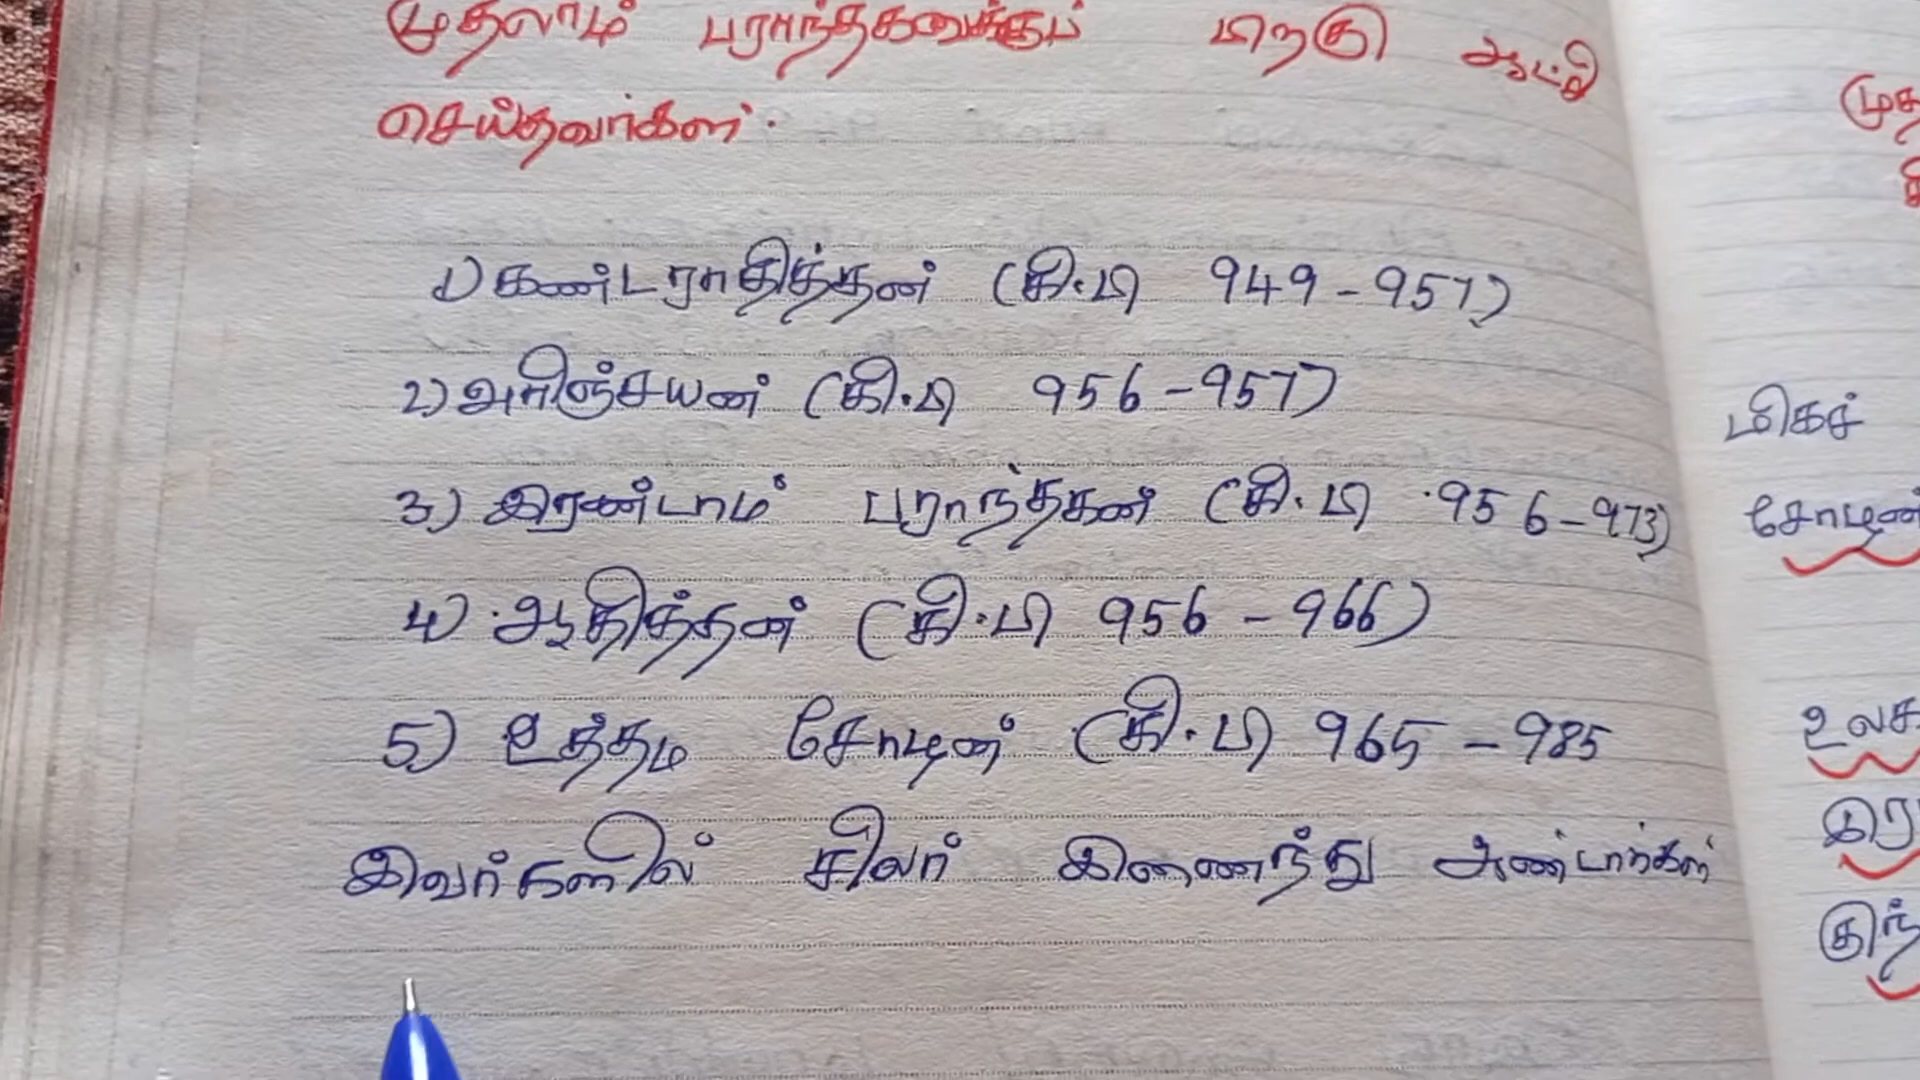 முதலாம் பராந்தகனுக்குப் பிறகு ஆட்சி
செய்தவர்கள்.
1) கண்டராதித்தன் (கி.பி 949-957)
2) அரிஞ்சயன் (கி.பி 956-957)
3) இரண்டாம் பராந்தகன் (கி.பி 956-973)
4) ஆதித்தன் (கி.பி 956 - 966)
5) உத்தம சோழன் (கி.பி) 965 - 985
இவர்களில் சிலர் இணைந்து ஆண்டார்கள்
மிகச்
சோழன்